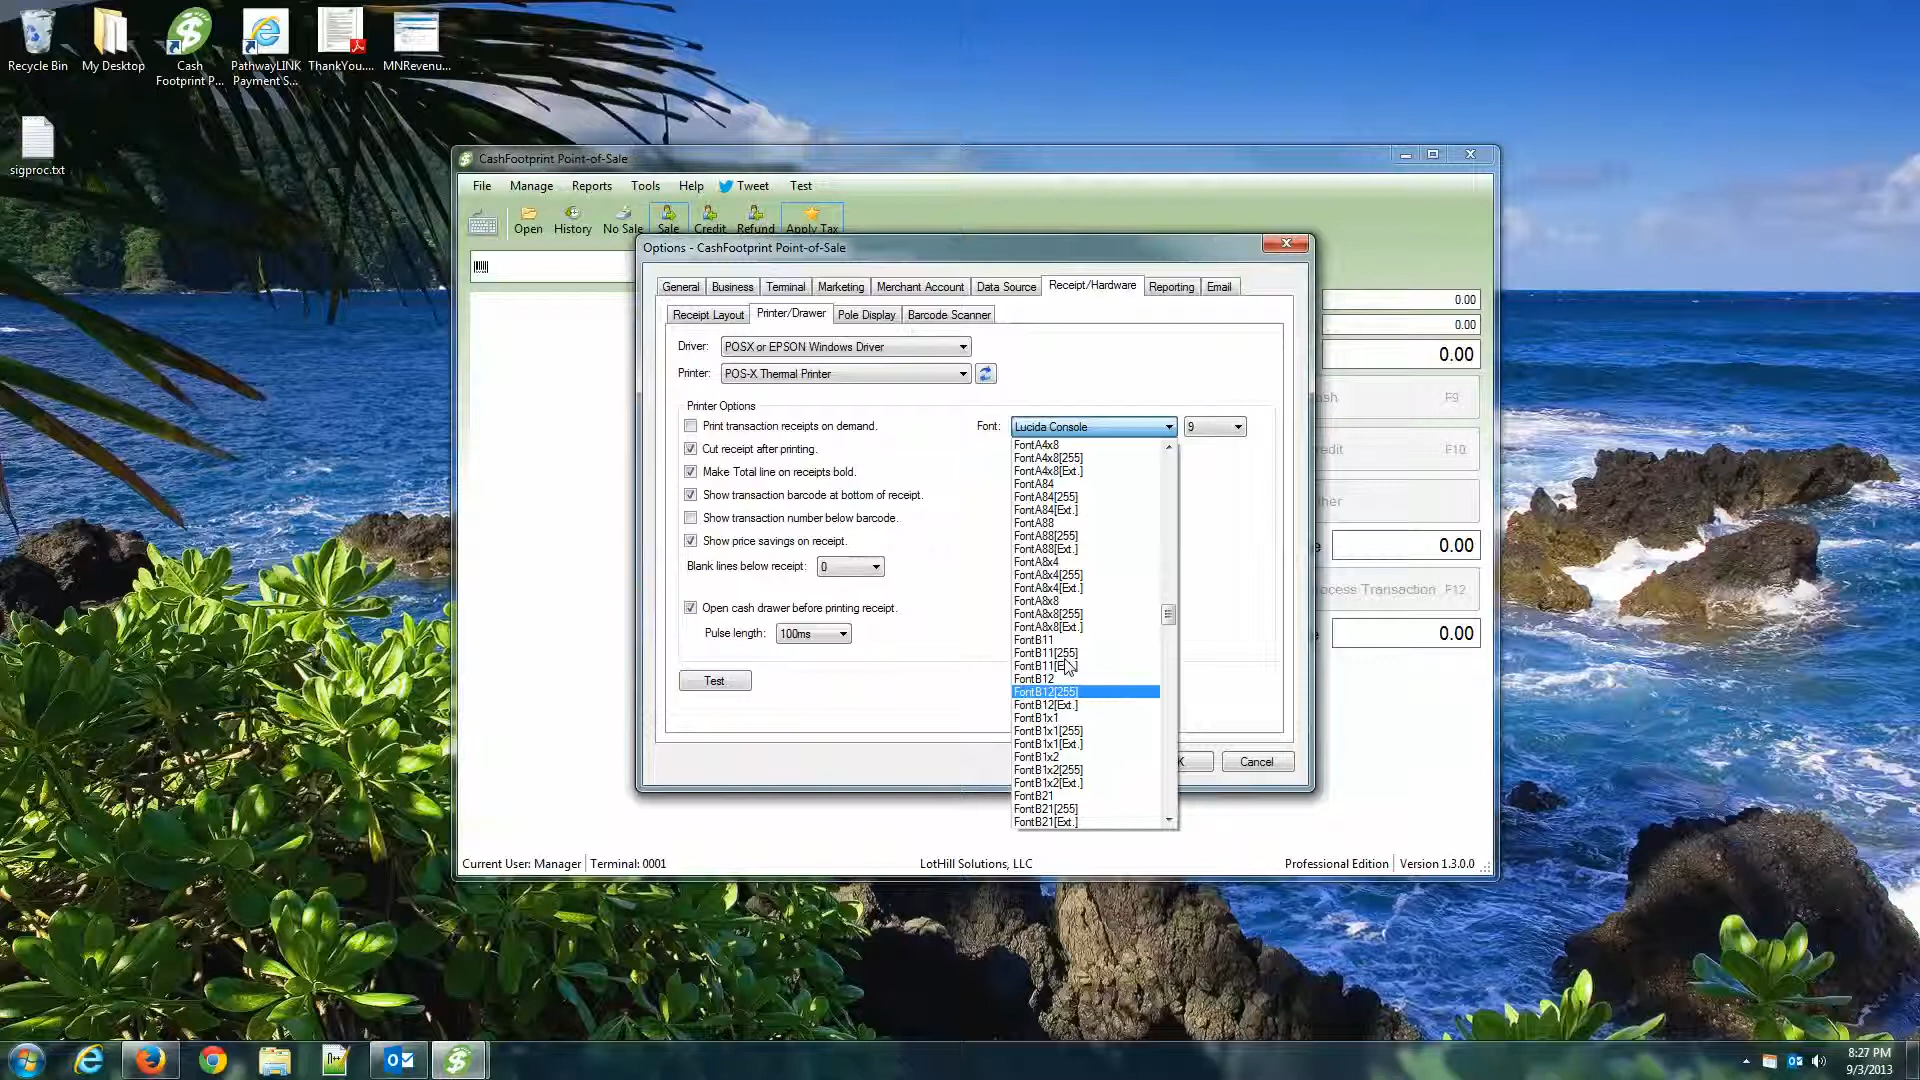 Recycle Bin
My Desktop
Cash
Footprint P...
PathwayLINK
Payment S...
ThankYou....
MNRevenu...
sigproc.txt
CashFootprint Point-of-Sale
File Manage Reports Tools Help Tweet Test
Open History No Sale Sale Credit Refund Apply Tax
Options - CashFootprint Point-of-Sale
General Business Terminal Marketing Merchant Account Data Source Receipt/Hardware Reporting Email
Receipt Layout Printer/Drawer Pole Display Barcode Scanner
Driver: POSX or EPSON Windows Driver
Printer: POS-X Thermal Printer
Printer Options
Print transaction receipts on demand.
Cut receipt after printing.
Make Total line on receipts bold.
Show transaction barcode at bottom of receipt.
Show transaction number below barcode.
Show price savings on receipt.
Blank lines below receipt: 0
Open cash drawer before printing receipt.
Pulse length: 100ms
Test
Font: Lucida Console 9
FontA4x8
FontA4x8[255]
FontA4x8[Ext.]
FontA84
FontA84[255]
FontA84[Ext.]
FontA88
FontA88[255]
FontA88[Ext.]
FontA8x4
FontA8x4[255]
FontA8x4[Ext.]
FontA8x8
FontA8x8[255]
FontA8x8[Ext.]
FontB11
FontB11[255]
FontB11[Ext.]
FontB12
FontB12[255]
FontB12[Ext.]
FontB1x1
FontB1x1[255]
FontB1x1[Ext.]
FontB1x2
FontB1x2[255]
FontB1x2[Ext.]
FontB21
FontB21[255]
FontB21[Ext.]
K Cancel
0.00
0.00
0.00
ash F9
edit F10
her
e 0.00
ocess Transaction F12
e 0.00
Current User: Manager Terminal: 0001 LotHill Solutions, LLC Professional Edition Version 1.3.0.0
8:27 PM
9/3/2013